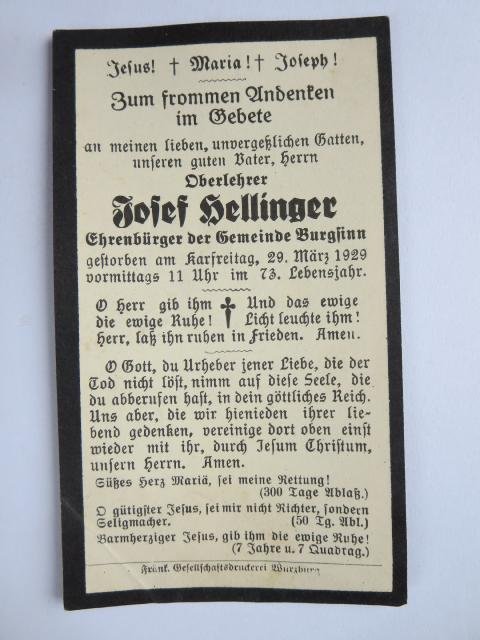 Jesus! † Maria! † Joseph!
Zum frommen Andenken
im Gebete
an meinen lieben, unvergeßlichen Gatten,
unseren guten Vater, Herrn
Oberlehrer
Josef Hellinger
Ehrenbürger der Gemeinde Burgsinn
gestorben am Karfreitag, 29. März 1929
vormittags 11 Uhr im 73. Lebensjahr.
O Herr gib ihm † Und das ewige
die ewige Ruhe! Licht leuchte ihm!
Herr, laß ihn ruhen in Frieden. Amen.
O Gott, du Urheber jener Liebe, die der
Tod nicht löst, nimm auf diese Seele, die
du abberufen hast, in dein göttliches Reich.
Uns aber, die wir hienieden ihrer lie-
bend gedenken, vereinige dort oben einst
wieder mit ihr, durch Jesum Christum,
unsern Herrn. Amen.
Süßes Herz Mariä, sei meine Rettung!
(300 Tage Ablaß.)
O gütigster Jesus, sei mir nicht Richter, sondern
Seligmacher. (50 Tg. Abl.)
Barmherziger Jesus, gib ihm die ewige Ruhe!
(7 Jahre u. 7 Quadrag.)
Fränk. Gesellschaftsdruckerei Würzburg